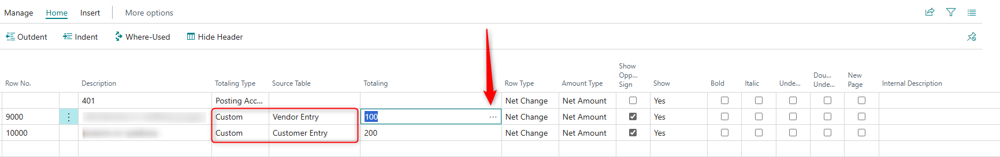 Manage Home Insert More options
Outdent Indent Where-Used Hide Header
Row No. Description Totaling Type Source Table Totaling Row Type Amount Type Show Opp... Sign Show Bold Italic Unde... Dou... Unde... New Page Internal Description
401 Posting Acc... Net Change Net Amount Yes
9000 Custom Vendor Entry 100 ... Net Change Net Amount Yes
10000 Custom Customer Entry 200 Net Change Net Amount Yes